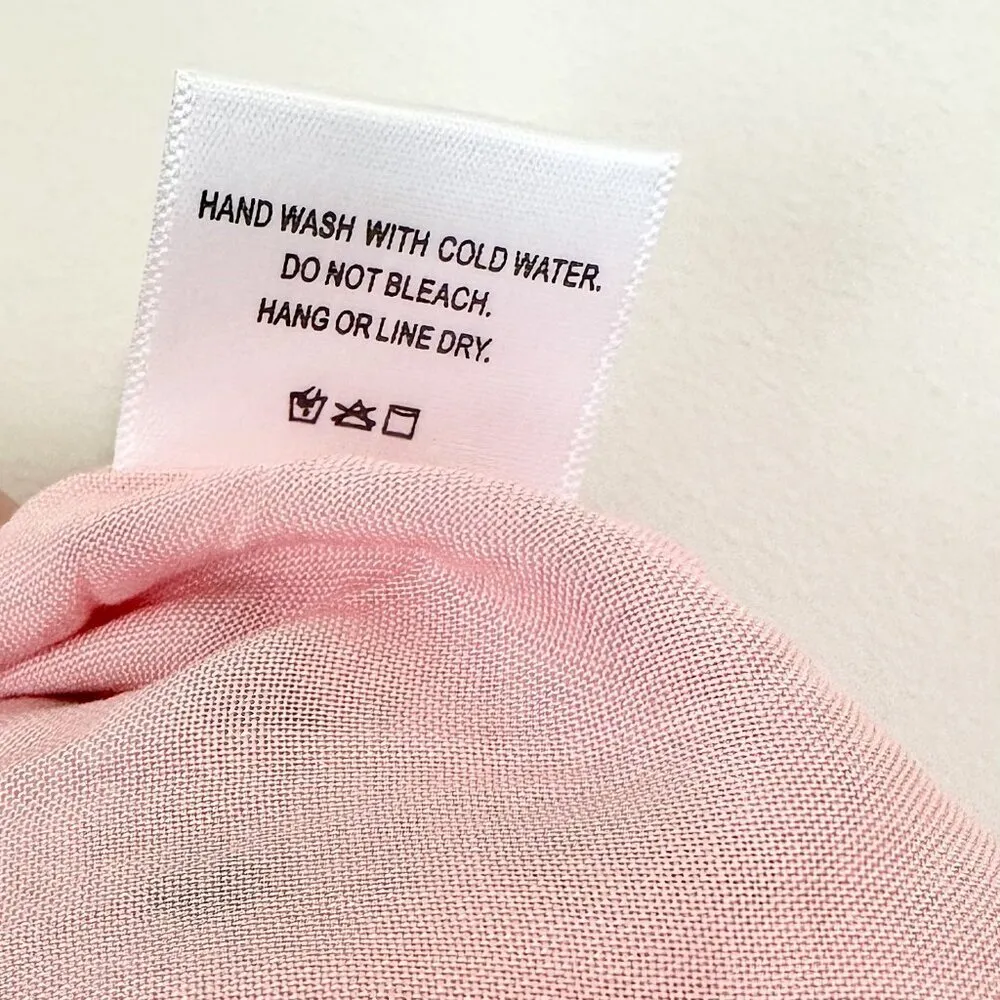 HAND WASH WITH COLD WATER.
DO NOT BLEACH.
HANG OR LINE DRY.